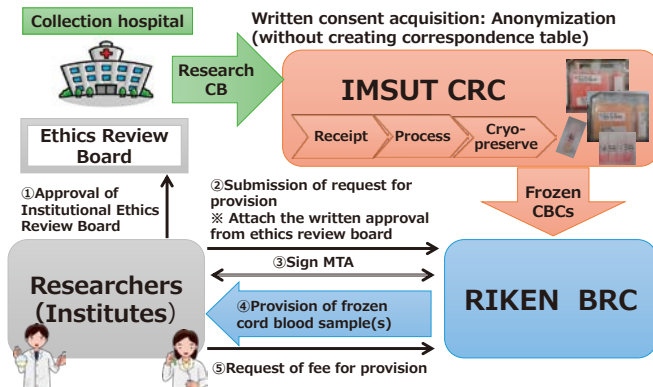 Collection hospital
Written consent acquisition: Anonymization
(without creating correspondence table)
Research
CB
IMSUT CRC
Receipt
Process
Cryo-
preserve
Ethics Review
Board
①Approval of
Institutional Ethics
Review Board
②Submission of request for
provision
※ Attach the written approval
from ethics review board
Frozen
CBCs
③Sign MTA
Researchers
(Institutes）
④Provision of frozen
cord blood sample(s)
RIKEN BRC
⑤Request of fee for provision